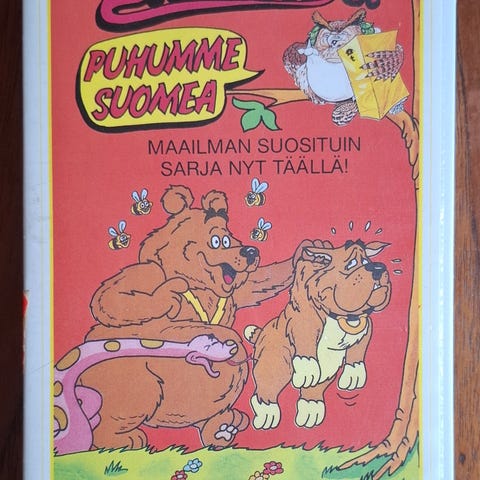 PUHUMME
SUOMEA
MAAILMAN SUOSITUIN
SARJA NYT TÄÄLLÄ!